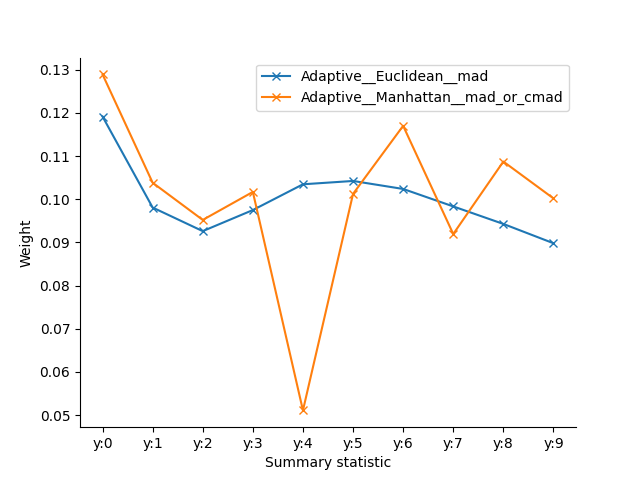 Adaptive__Euclidean__mad
Adaptive__Manhattan__mad_or_cmad
0.13
0.12
0.11
0.10
0.09
0.08
0.07
0.06
0.05
Weight
y:0 y:1 y:2 y:3 y:4 y:5 y:6 y:7 y:8 y:9
Summary statistic